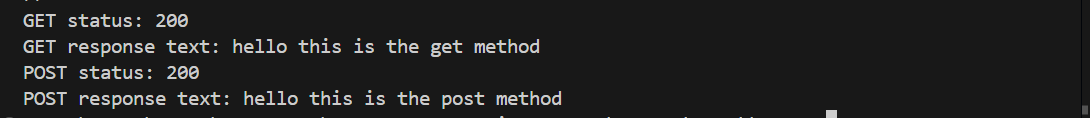 GET status: 200
GET response text: hello this is the get method
POST status: 200
POST response text: hello this is the post method